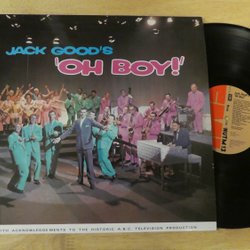 JACK GOOD'S
'OH BOY!'
WITH ACKNOWLEDGEMENTS TO THE HISTORIC A.B.C. TELEVISION PRODUCTION